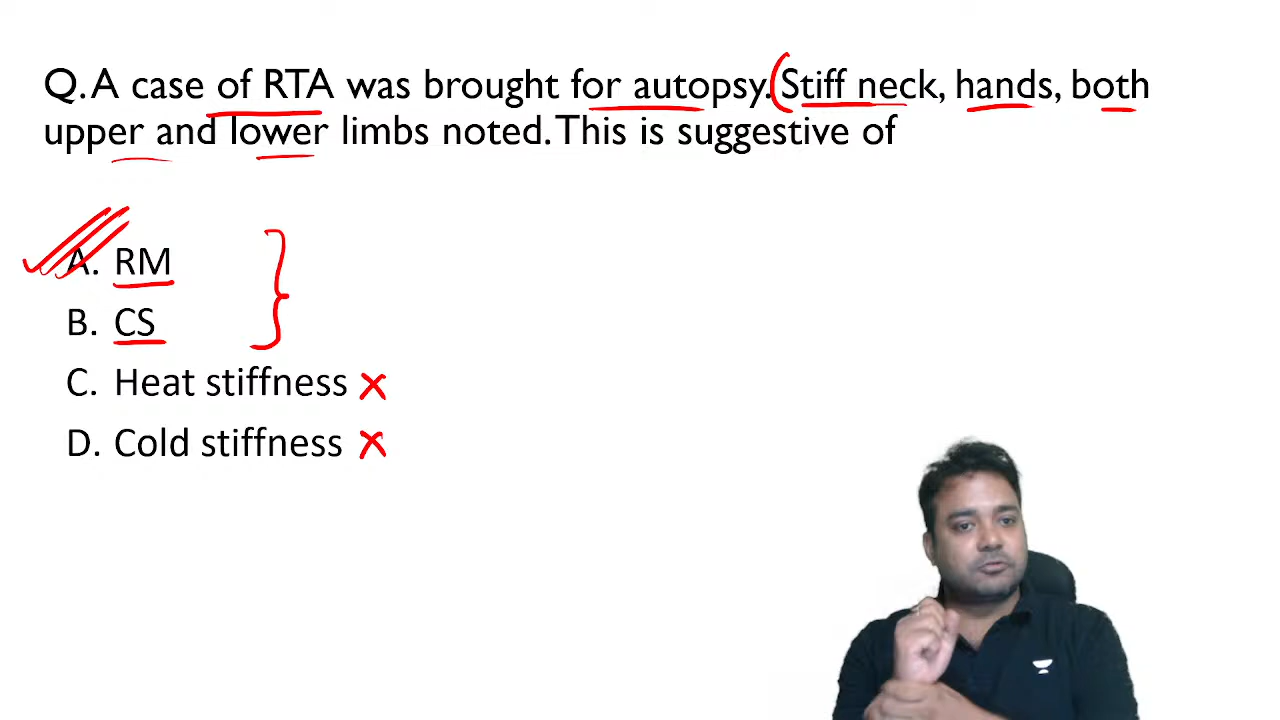 Q. A case of RTA was brought for autopsy. Stiff neck, hands, both
upper and lower limbs noted. This is suggestive of
A. RM
B. CS
C. Heat stiffness
D. Cold stiffness